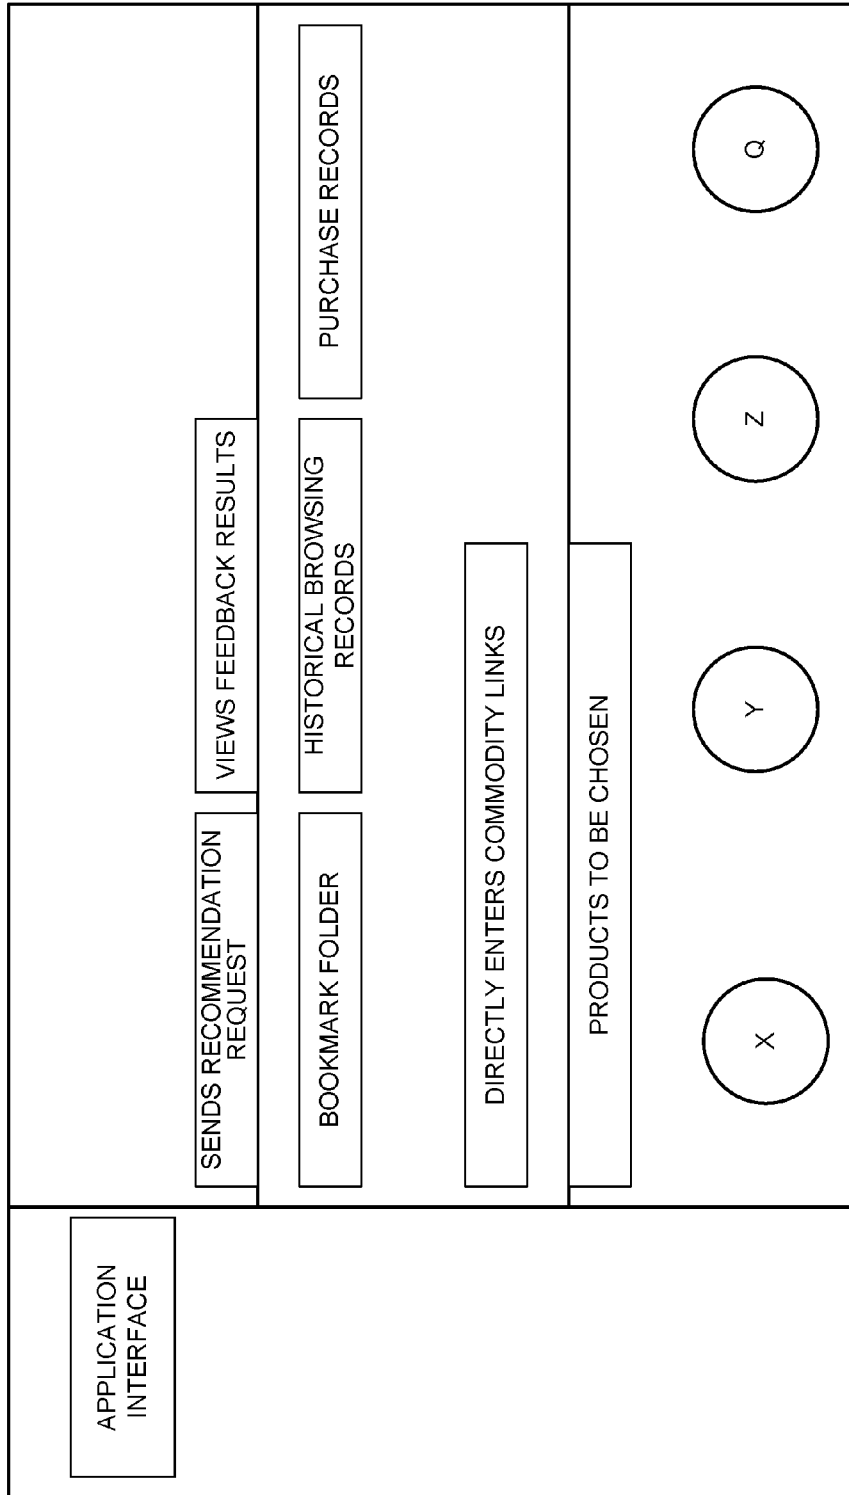 APPLICATION
INTERFACE
SENDS RECOMMENDATION
REQUEST
VIEWS FEEDBACK RESULTS
BOOKMARK FOLDER
HISTORICAL BROWSING
RECORDS
PURCHASE RECORDS
DIRECTLY ENTERS COMMODITY LINKS
PRODUCTS TO BE CHOSEN
X
Y
Z
Q